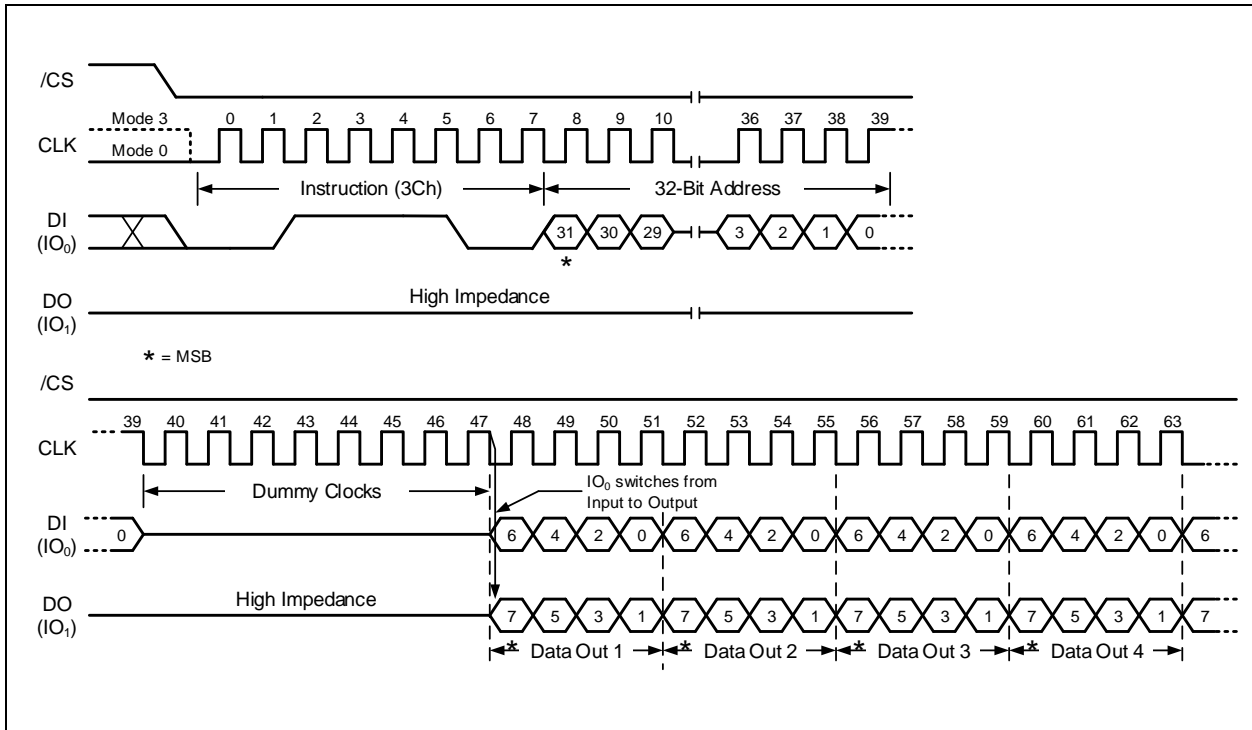 /CS
Mode 3 0 1 2 3 4 5 6 7 8 9 10 36 37 38 39
CLK
Mode 0
Instruction (3Ch) 32-Bit Address
DI
(IO₀)
31 30 29 3 2 1 0
*
High Impedance
DO
(IO₁)
* = MSB
/CS
39 40 41 42 43 44 45 46 47 48 49 50 51 52 53 54 55 56 57 58 59 60 61 62 63
CLK
Dummy Clocks
IO₀ switches from
Input to Output
DI
(IO₀)
0 6 4 2 0 6 4 2 0 6 4 2 0 6 4 2 0 6
High Impedance
DO
(IO₁)
7 5 3 1 7 5 3 1 7 5 3 1 7 5 3 1 7
* Data Out 1 * Data Out 2 * Data Out 3 * Data Out 4